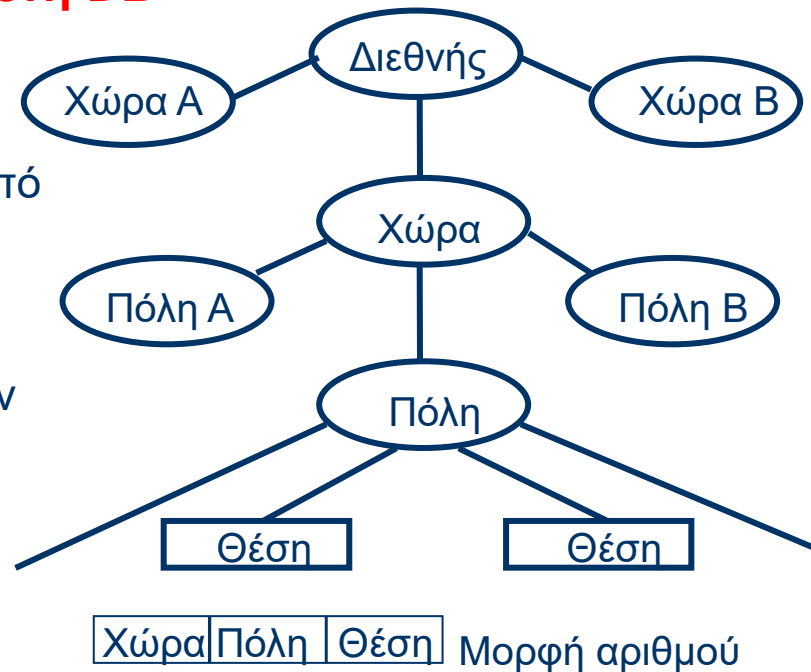 Διεθνής
Χώρα Α
Χώρα Β
Χώρα
Πόλη Α
Πόλη Β
Πόλη
Θέση
Θέση
Χώρα Πόλη Θέση Μορφή αριθμού